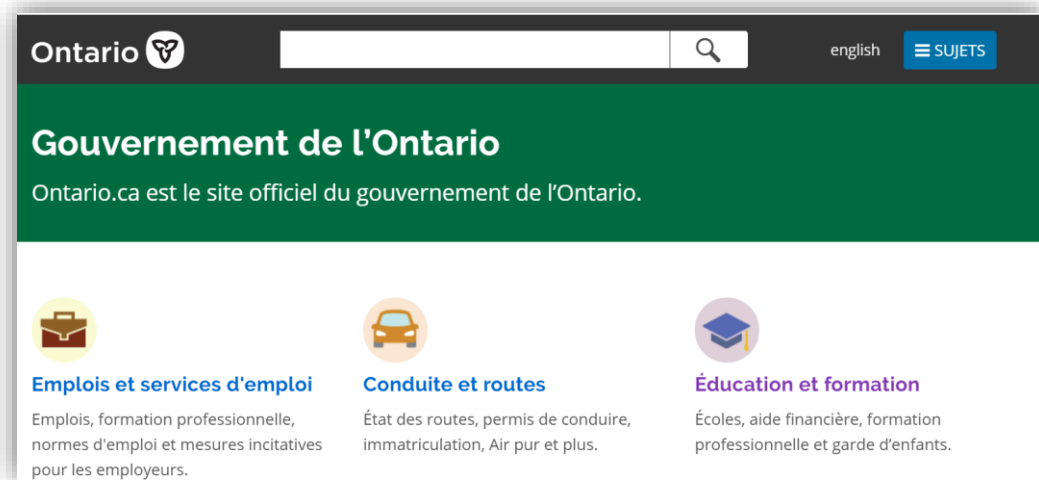 Ontario
english
SUJETS
Gouvernement de l'Ontario
Ontario.ca est le site officiel du gouvernement de l'Ontario.
Emplois et services d'emploi
Emplois, formation professionnelle,
normes d'emploi et mesures incitatives
pour les employeurs.
Conduite et routes
État des routes, permis de conduire,
immatriculation, Air pur et plus.
Éducation et formation
Écoles, aide financière, formation
professionnelle et garde d'enfants.